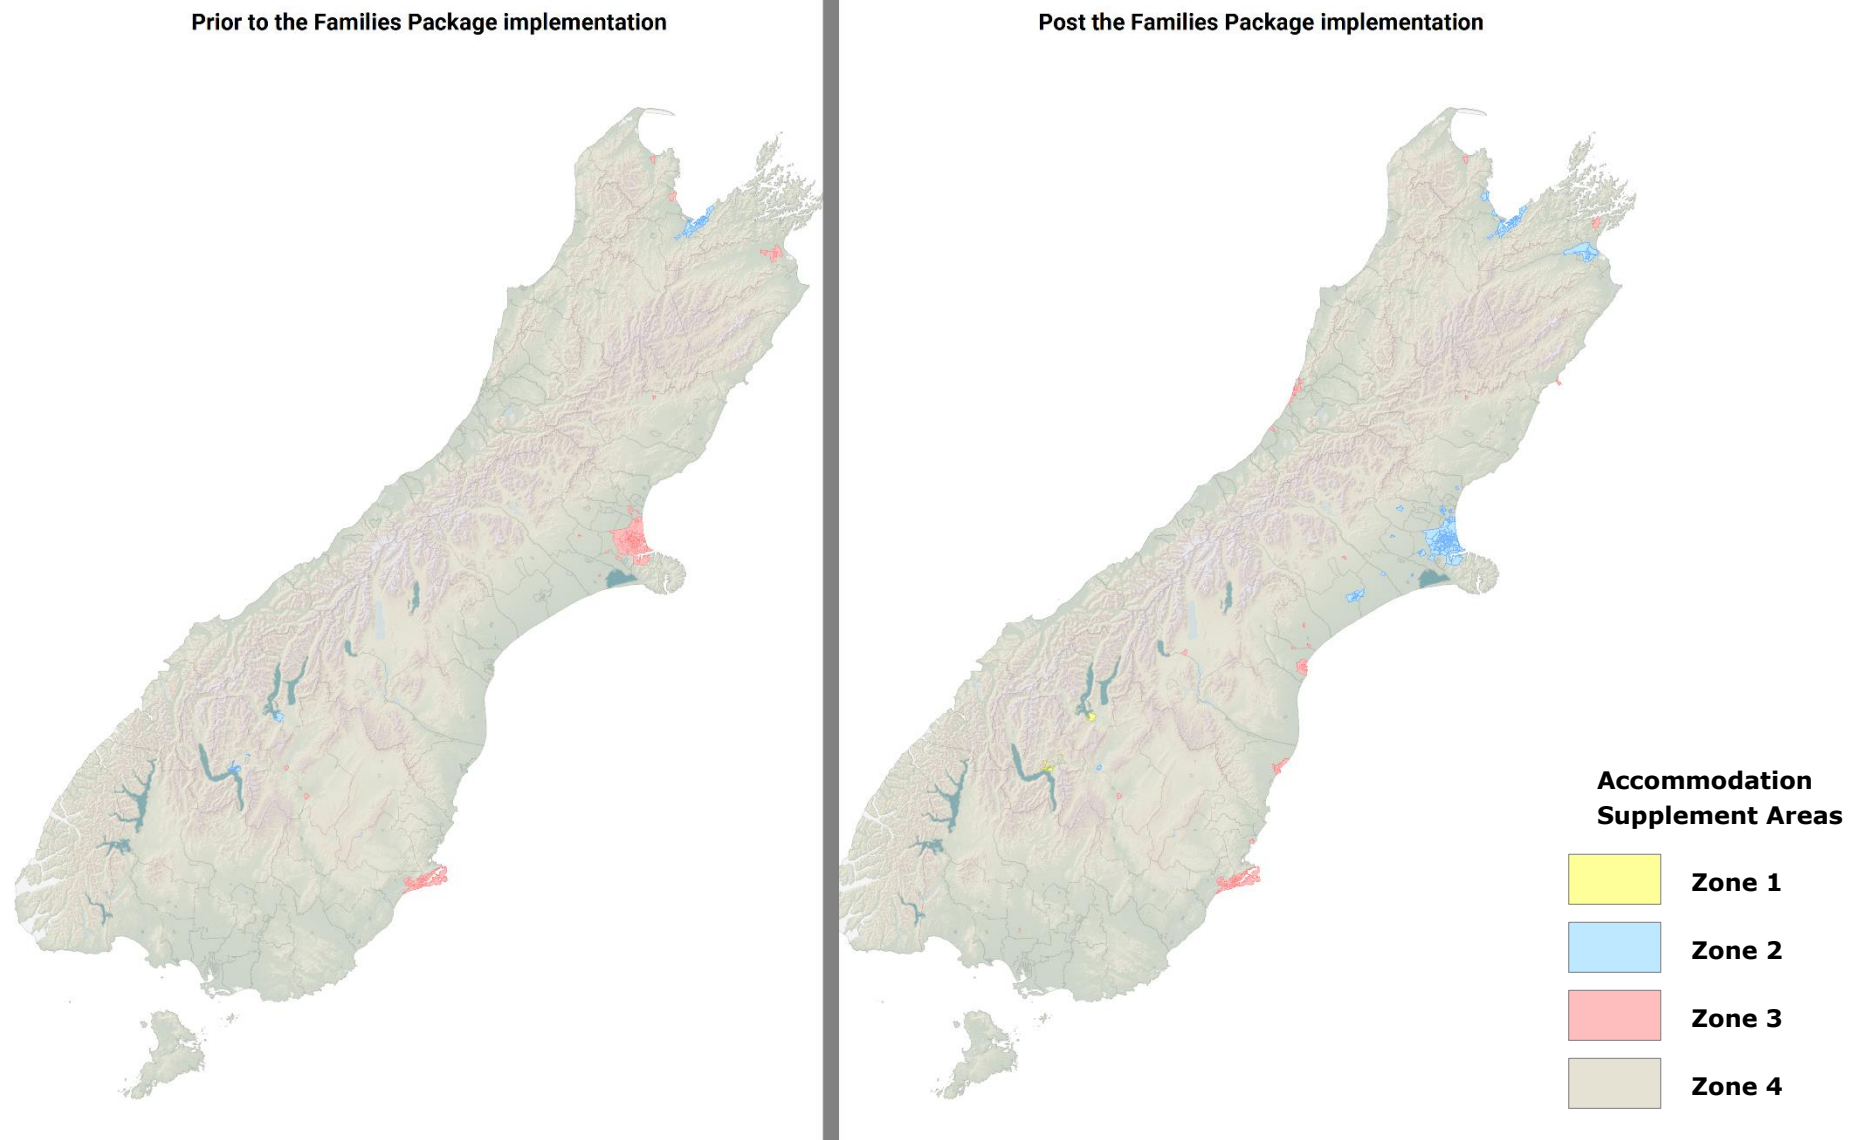 Prior to the Families Package implementation
Post the Families Package implementation
Accommodation
Supplement Areas
Zone 1
Zone 2
Zone 3
Zone 4